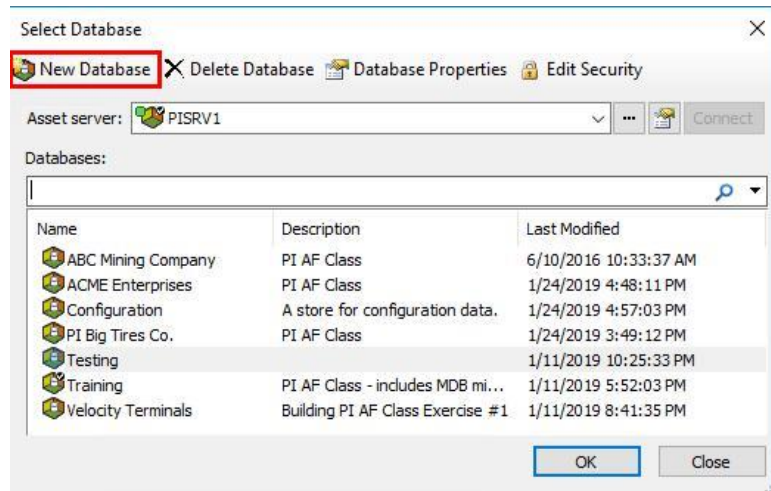 Select Database
New Database Delete Database Database Properties Edit Security
Asset server: PISRV1 ... Connect
Databases:
Name Description Last Modified
ABC Mining Company PI AF Class 6/10/2016 10:33:37 AM
ACME Enterprises PI AF Class 1/24/2019 4:48:11 PM
Configuration A store for configuration data. 1/24/2019 4:57:03 PM
PI Big Tires Co. PI AF Class 1/24/2019 3:49:12 PM
Testing 1/11/2019 10:25:33 PM
Training PI AF Class - includes MDB mi... 1/11/2019 5:52:03 PM
Velocity Terminals Building PI AF Class Exercise #1 1/11/2019 8:41:35 PM
OK Close